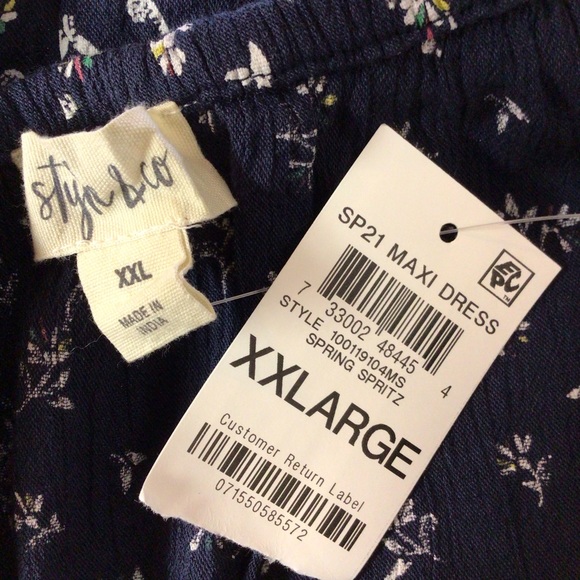 style & co
XXL
MADE IN
INDIA
SP21 MAXI DRESS
EPC
TM
7 33002 48445 4
STYLE 100119104MS
SPRING SPRITZ
XXLARGE
Customer Return Label
071550585572